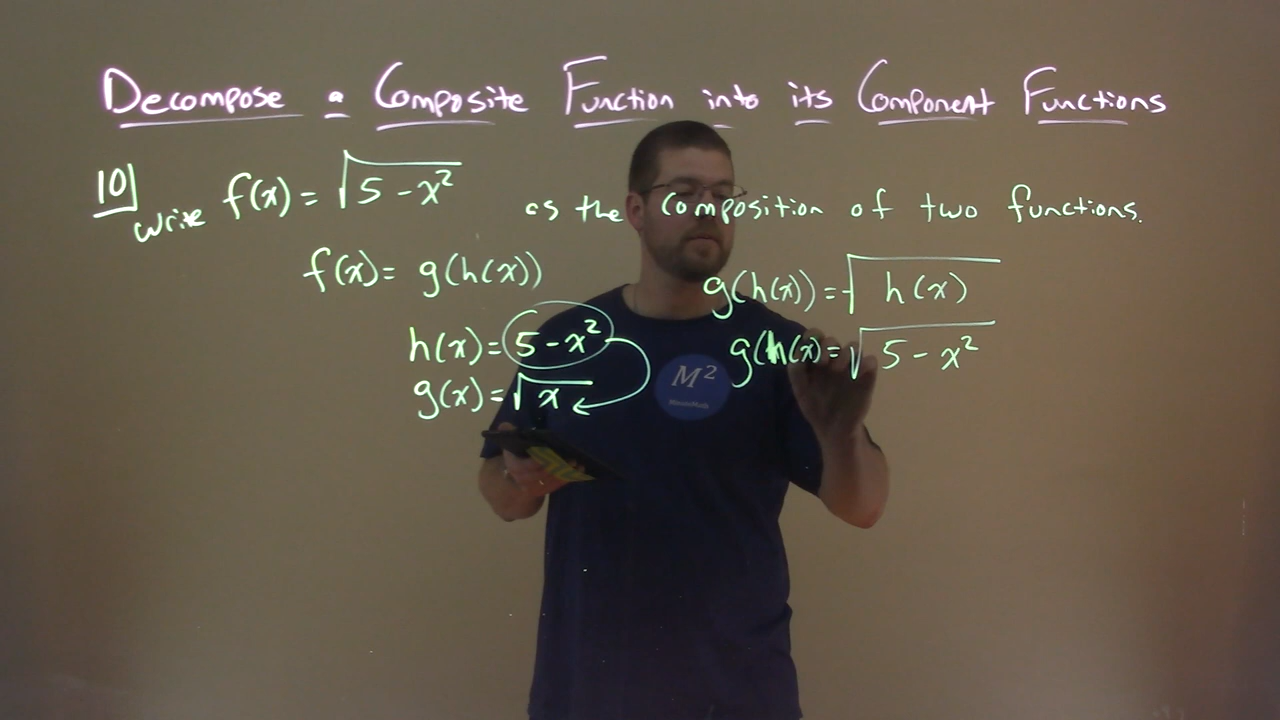 Decompose a Composite Function into its Component Functions
10 Write f(x) = √(5 - x²) as the composition of two functions.
f(x) = g(h(x))
h(x) = 5 - x²
g(x) = √x
g(h(x)) = √h(x)
g(h(x) = √(5 - x²)
M²